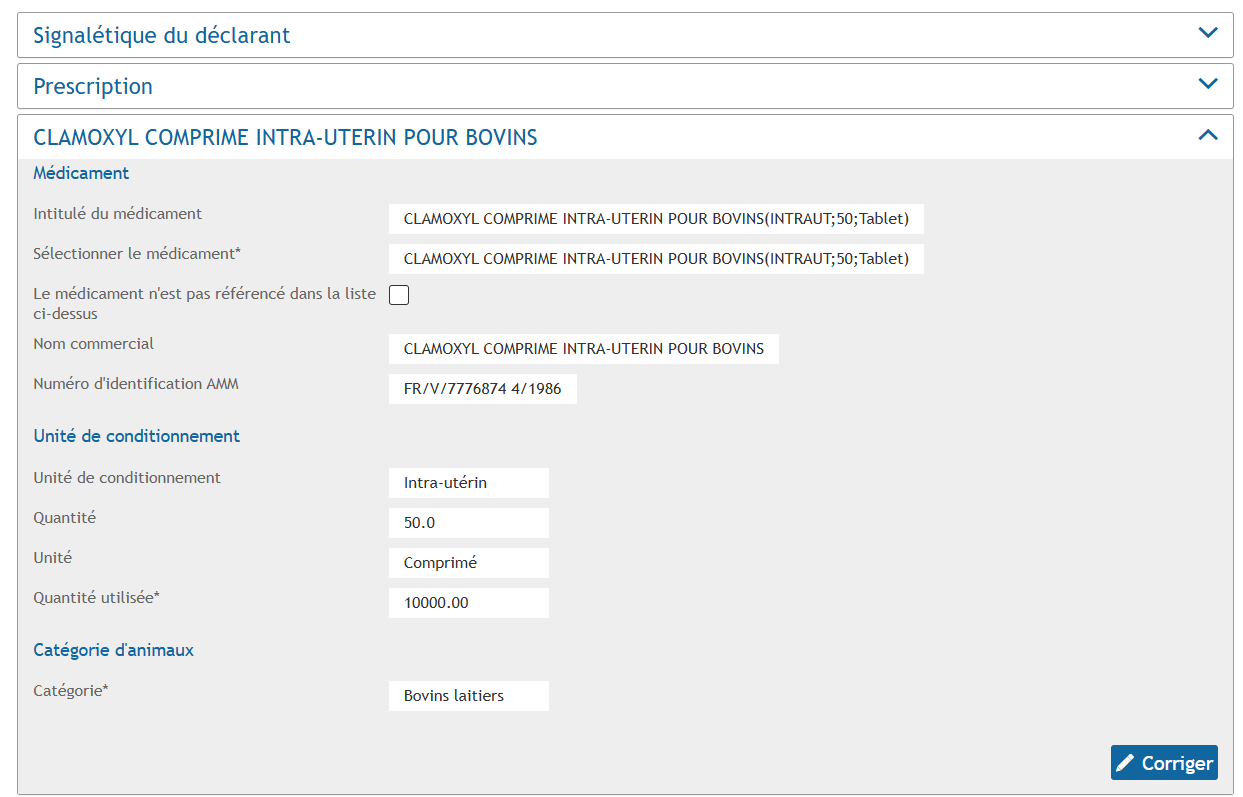 Signalétique du déclarant
Prescription
CLAMOXYL COMPRIME INTRA-UTERIN POUR BOVINS
Médicament
Intitulé du médicament
CLAMOXYL COMPRIME INTRA-UTERIN POUR BOVINS(INTRAUT;50;Tablet)
Sélectionner le médicament*
CLAMOXYL COMPRIME INTRA-UTERIN POUR BOVINS(INTRAUT;50;Tablet)
Le médicament n'est pas référencé dans la liste
ci-dessus
Nom commercial
CLAMOXYL COMPRIME INTRA-UTERIN POUR BOVINS
Numéro d'identification AMM
FR/V/7776874 4/1986
Unité de conditionnement
Unité de conditionnement
Intra-utérin
Quantité
50.0
Unité
Comprimé
Quantité utilisée*
10000.00
Catégorie d'animaux
Catégorie*
Bovins laitiers
Corriger